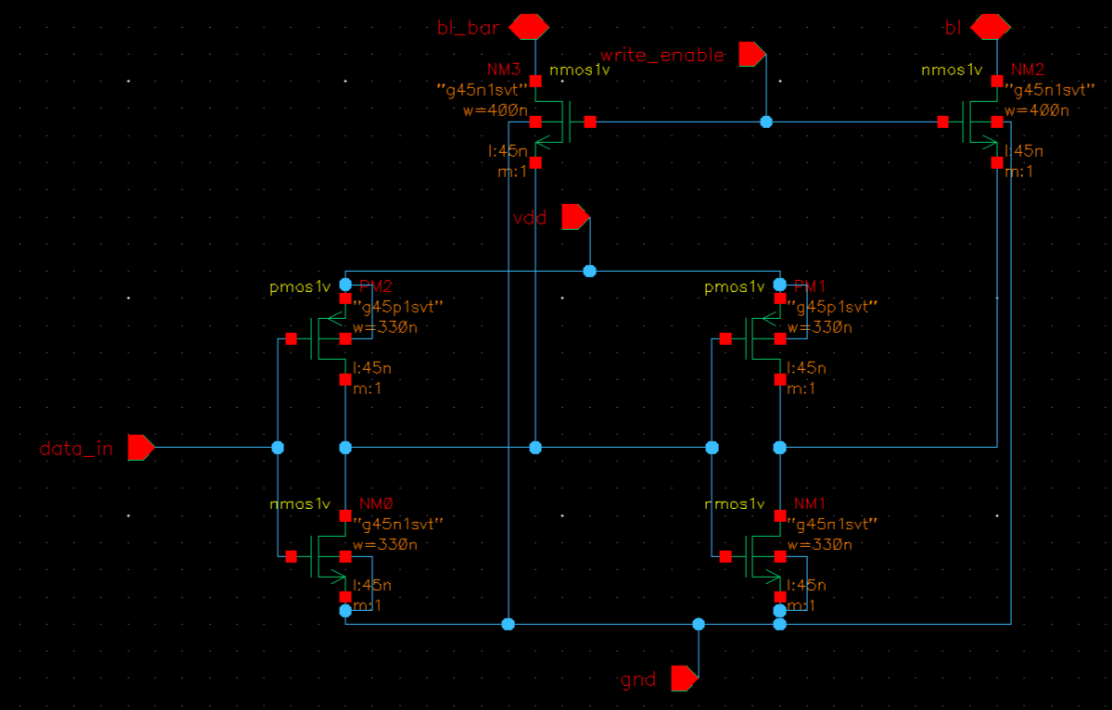 bl_bar
bl
write_enable
NM3
nmos1v
"g45n1svt"
w=400n
l:45n
m:1
nmos1v
NM2
"g45n1svt"
w=400n
l:45n
m:1
vdd
pmos1v
PM2
"g45p1svt"
w=330n
l:45n
m:1
pmos1v
PM1
"g45p1svt"
w=330n
l:45n
m:1
data_in
nmos1v
NM0
"g45n1svt"
w=330n
l:45n
m:1
nmos1v
NM1
"g45n1svt"
w=330n
l:45n
m:1
gnd